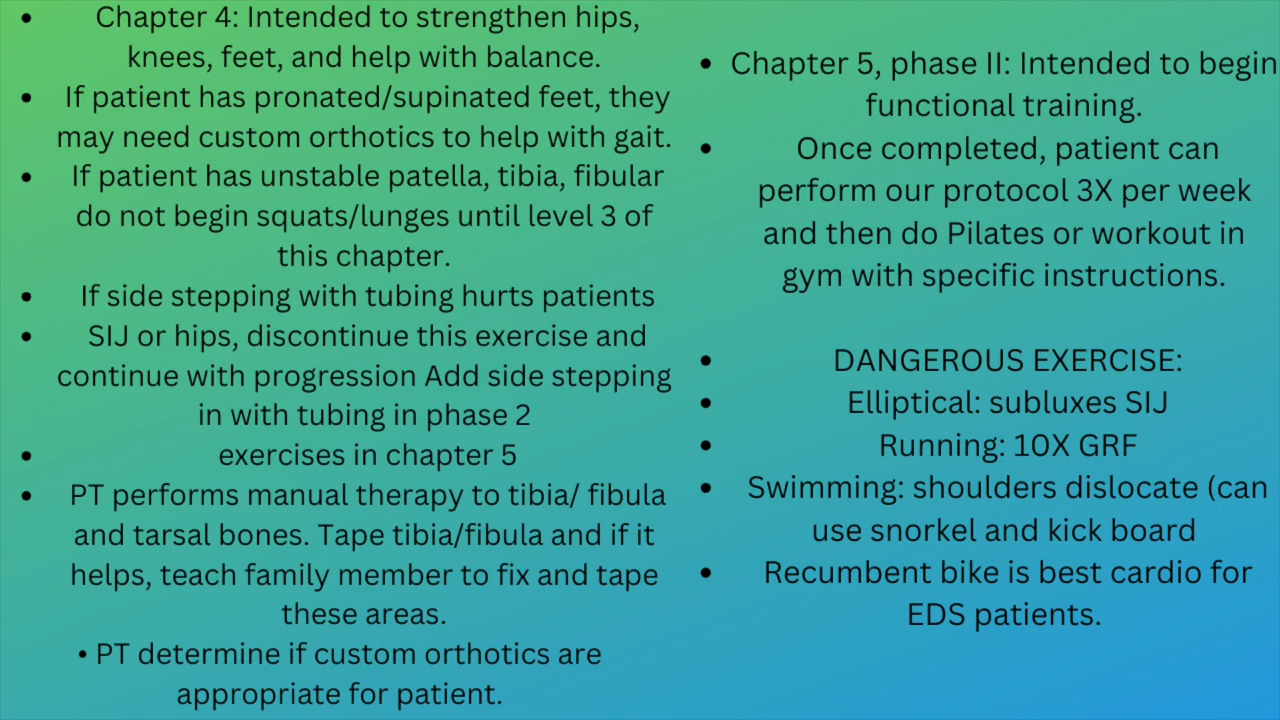 • Chapter 4: Intended to strengthen hips,
knees, feet, and help with balance.
• If patient has pronated/supinated feet, they
may need custom orthotics to help with gait.
• If patient has unstable patella, tibia, fibular
do not begin squats/lunges until level 3 of
this chapter.
• If side stepping with tubing hurts patients
• SIJ or hips, discontinue this exercise and
continue with progression Add side stepping
in with tubing in phase 2
• exercises in chapter 5
• PT performs manual therapy to tibia/ fibula
and tarsal bones. Tape tibia/fibula and if it
helps, teach family member to fix and tape
these areas.
• PT determine if custom orthotics are
appropriate for patient.
• Chapter 5, phase II: Intended to begin
functional training.
• Once completed, patient can
perform our protocol 3X per week
and then do Pilates or workout in
gym with specific instructions.
• DANGEROUS EXERCISE:
• Elliptical: subluxes SIJ
• Running: 10X GRF
• Swimming: shoulders dislocate (can
use snorkel and kick board
• Recumbent bike is best cardio for
EDS patients.